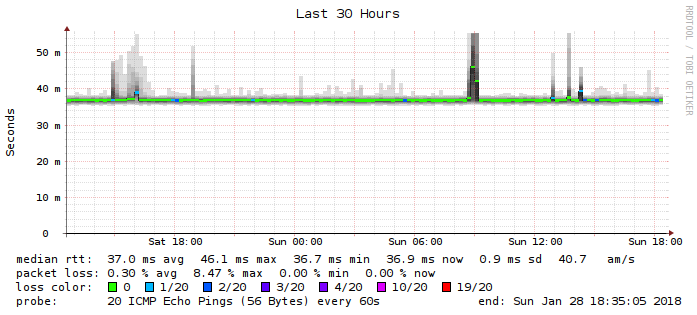 Last 30 Hours
RRDTOOL / TOBI OETIKER
Seconds
50 m
40 m
30 m
20 m
10 m
0
Sat 18:00 Sun 00:00 Sun 06:00 Sun 12:00 Sun 18:00
median rtt: 37.0 ms avg 46.1 ms max 36.7 ms min 36.9 ms now 0.9 ms sd 40.7 am/s
packet loss: 0.30 % avg 8.47 % max 0.00 % min 0.00 % now
loss color: 0 1/20 2/20 3/20 4/20 10/20 19/20
probe: 20 ICMP Echo Pings (56 Bytes) every 60s end: Sun Jan 28 18:35:05 2018